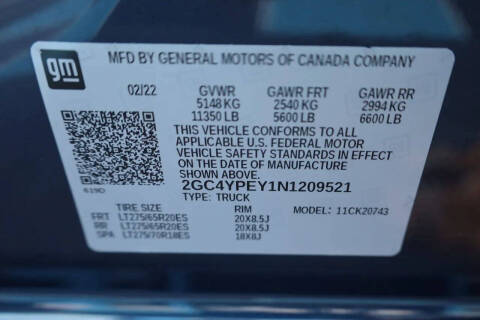 gm
MFD BY GENERAL MOTORS OF CANADA COMPANY
02/22 GVWR GAWR FRT GAWR RR
5148 KG 2540 KG 2994 KG
11350 LB 5600 LB 6600 LB
THIS VEHICLE CONFORMS TO ALL
APPLICABLE U.S. FEDERAL MOTOR
VEHICLE SAFETY STANDARDS IN EFFECT
ON THE DATE OF MANUFACTURE
SHOWN ABOVE.
2GC4YPEY1N1209521
619D TYPE: TRUCK
TIRE SIZE RIM MODEL: 11CK20743
FRT LT275/65R20ES 20X8.5J
RR LT275/65R20ES 20X8.5J
SPA LT275/70R18ES 18X8J